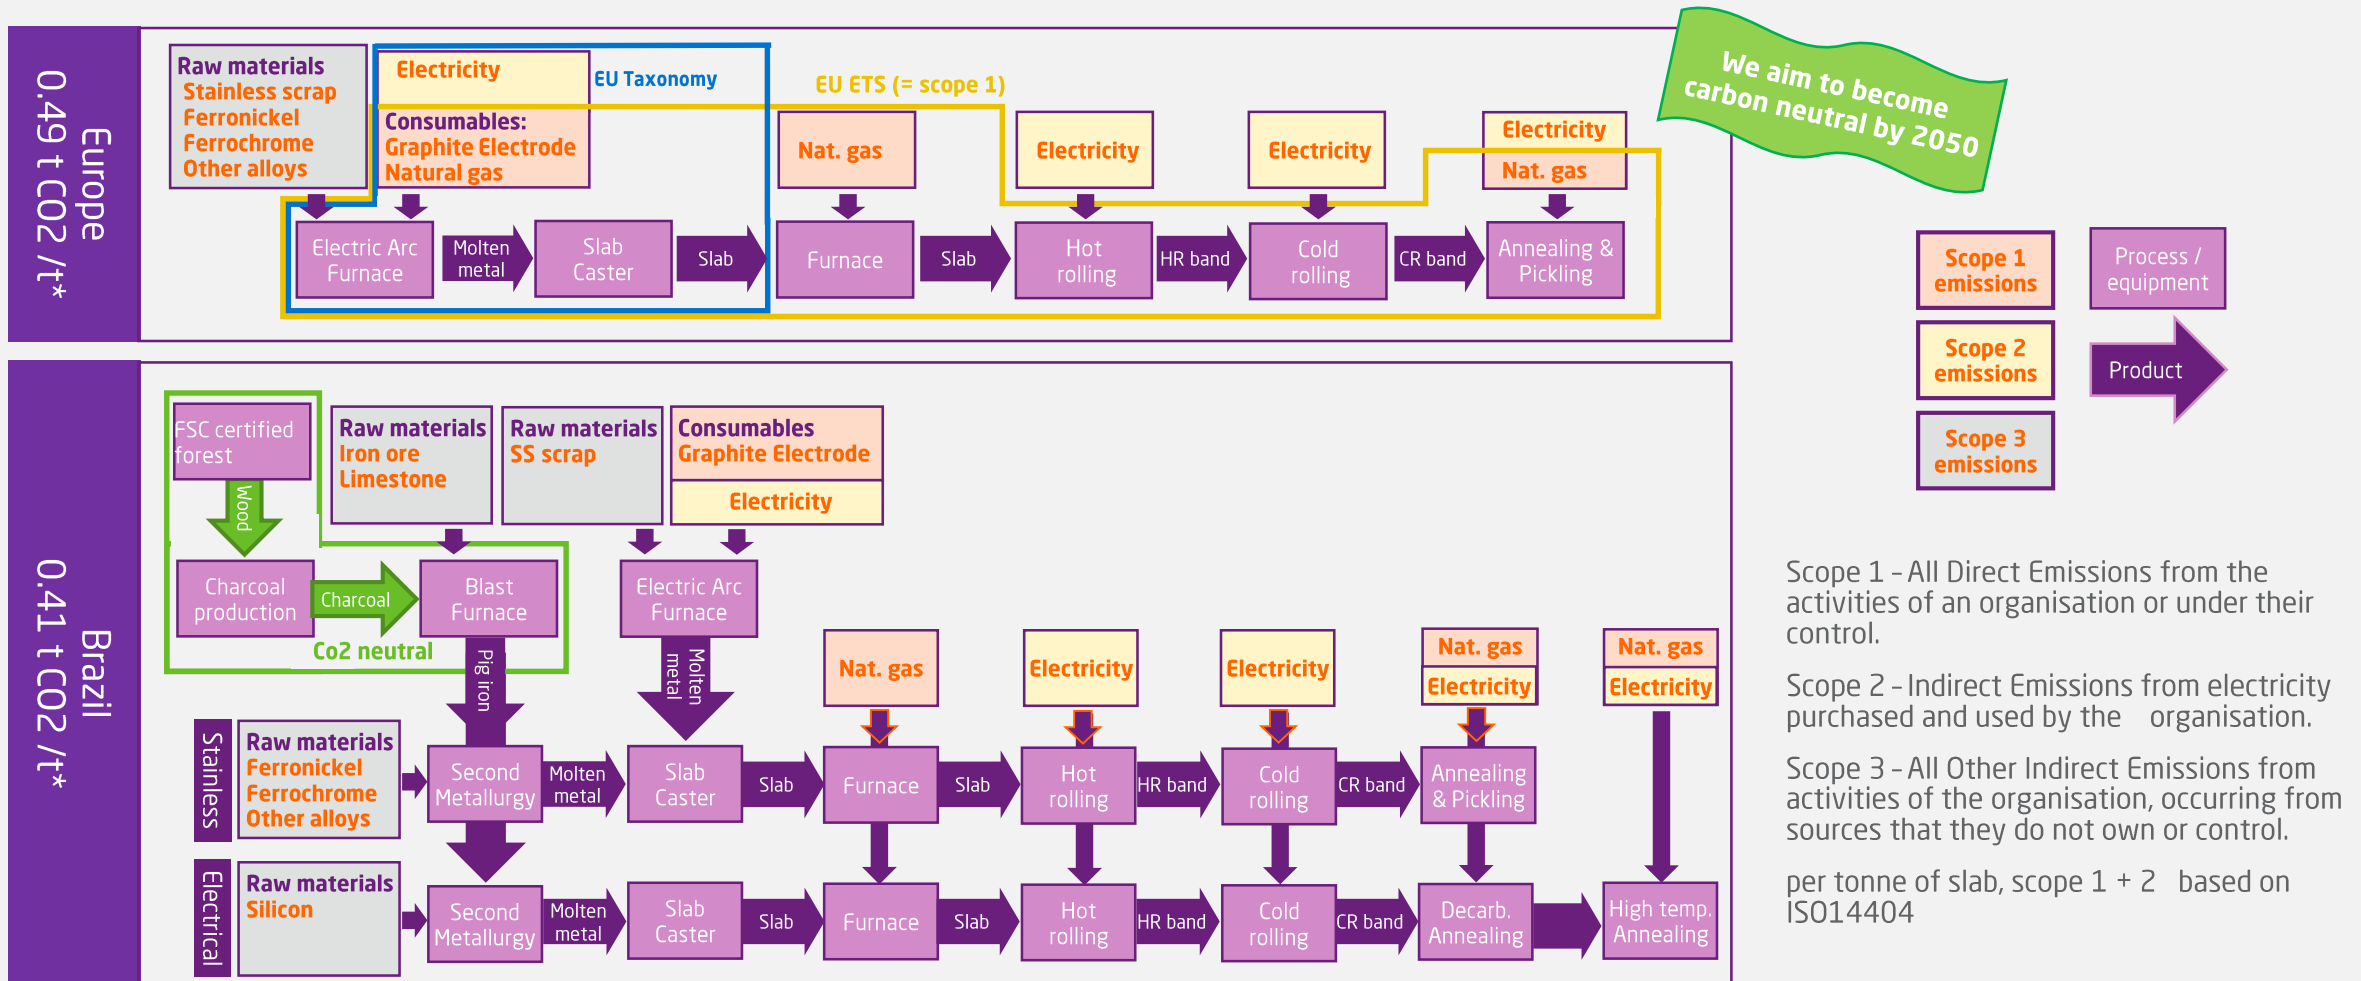 Europe
0.49 t CO2 /t*
Raw materials
Stainless scrap
Ferronickel
Ferrochrome
Other alloys
Electricity
Consumables:
Graphite Electrode
Natural gas
EU Taxonomy
EU ETS (= scope 1)
Nat. gas
Electricity
Electricity
Electricity
Nat. gas
Electric Arc
Furnace
Molten
metal
Slab
Caster
Slab
Furnace
Slab
Hot
rolling
HR band
Cold
rolling
CR band
Annealing &
Pickling
We aim to become
carbon neutral by 2050
Scope 1
emissions
Process /
equipment
Scope 2
emissions
Product
Scope 3
emissions
Brazil
0.41 t CO2 /t*
FSC certified
forest
Wood
Raw materials
Iron ore
Limestone
Raw materials
SS scrap
Consumables
Graphite Electrode
Electricity
Charcoal
production
Charcoal
Blast
Furnace
Co2 neutral
Electric Arc
Furnace
Pig iron
Molten
metal
Nat. gas
Electricity
Electricity
Nat. gas
Electricity
Nat. gas
Electricity
Stainless
Raw materials
Ferronickel
Ferrochrome
Other alloys
Second
Metallurgy
Molten
metal
Slab
Caster
Slab
Furnace
Slab
Hot
rolling
HR band
Cold
rolling
CR band
Annealing
& Pickling
Electrical
Raw materials
Silicon
Second
Metallurgy
Molten
metal
Slab
Caster
Slab
Furnace
Slab
Hot
rolling
HR band
Cold
rolling
CR band
Decarb.
Annealing
High temp.
Annealing
Scope 1 – All Direct Emissions from the
activities of an organisation or under their
control.
Scope 2 – Indirect Emissions from electricity
purchased and used by the organisation.
Scope 3 – All Other Indirect Emissions from
activities of the organisation, occurring from
sources that they do not own or control.
per tonne of slab, scope 1 + 2 based on
ISO14404